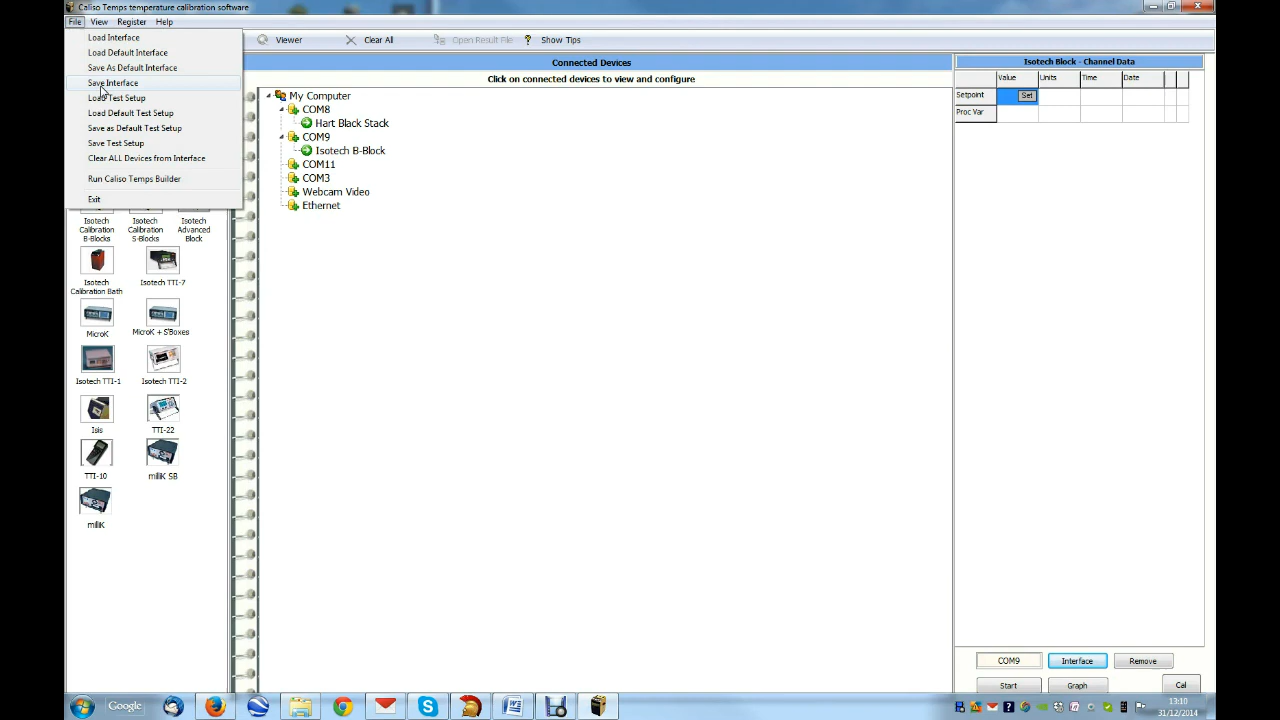 Caliso Temps temperature calibration software
File View Register Help
Load Interface
Load Default Interface
Save As Default Interface
Save Interface
Load Test Setup
Load Default Test Setup
Save as Default Test Setup
Save Test Setup
Clear ALL Devices from Interface
Run Caliso Temps Builder
Exit
Viewer Clear All Open Result File ? Show Tips
Isotech Calibration B-Blocks
Isotech Calibration S-Blocks
Isotech Advanced Block
Isotech Calibration Bath
Isotech TTI-7
MicroK
MicroK + S'Boxes
Isotech TTI-1
Isotech TTI-2
Isis
TTI-22
TTI-10
milliK SB
milliK
Connected Devices
Click on connected devices to view and configure
My Computer
COM8
Hart Black Stack
COM9
Isotech B-Block
COM11
COM3
Webcam Video
Ethernet
Isotech Block - Channel Data
Value Units Time Date
Setpoint Set
Proc Var
COM9 Interface Remove
Start Graph Cal
Google
13:10
31/12/2014